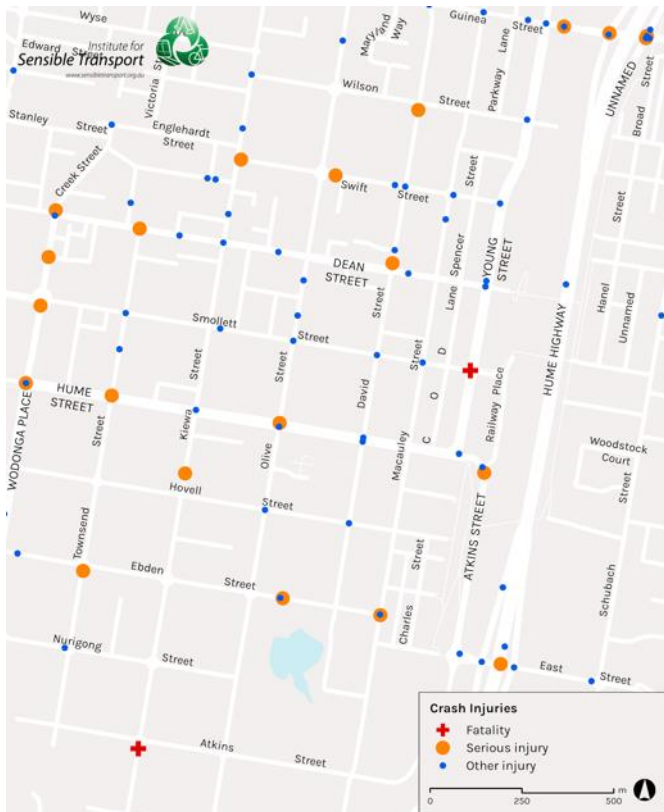 Wyse
Street
Guinea
Street
Mary
and
Way
Lane
Parkway
Edward Street
Victoria
Institute for
Sensible Transport
www.sensibletransport.org.au
Wilson
Street
UNNAMED
Broad
Street
Stanley
Street
Englehardt
Street
Creek Street
Swift
Street
Street
Spencer
Lane
YOUNG
STREET
DEAN
STREET
Street
Hanel
Unnamed
HUME HIGHWAY
Smollett
Street
Street
Railway Place
HUME
STREET
WODONGA PLACE
Street
Kiewa
Street
Olive
Street
David
Street
Macauley
C O D
Woodstock
Court
Street
Schubach
Hovell
Street
Townsend
ATKINS STREET
Street
Charles
Ebden
Street
Nurigong
Street
East
Street
Atkins
Street
Crash Injuries
Fatality
Serious injury
Other injury
0 250 500 m